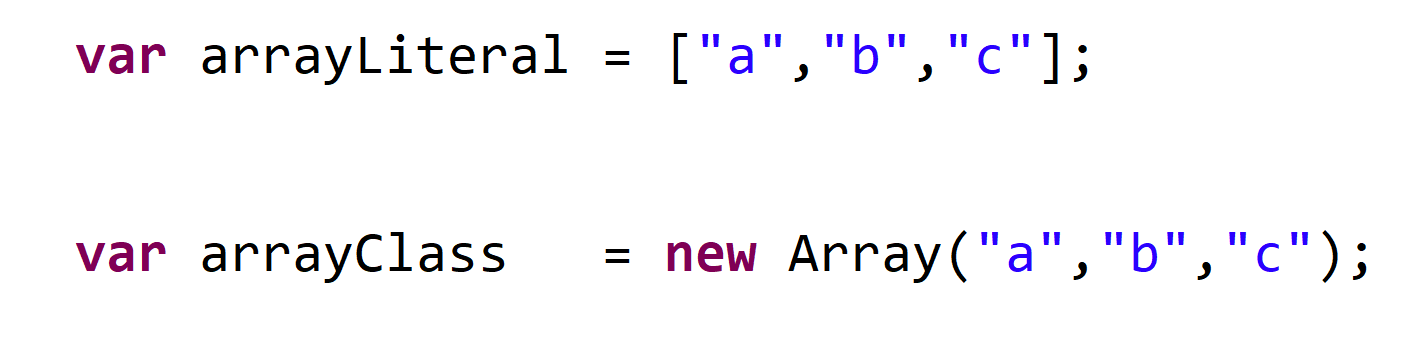 var arrayLiteral = ["a","b","c"];
var arrayClass   = new Array("a","b","c");